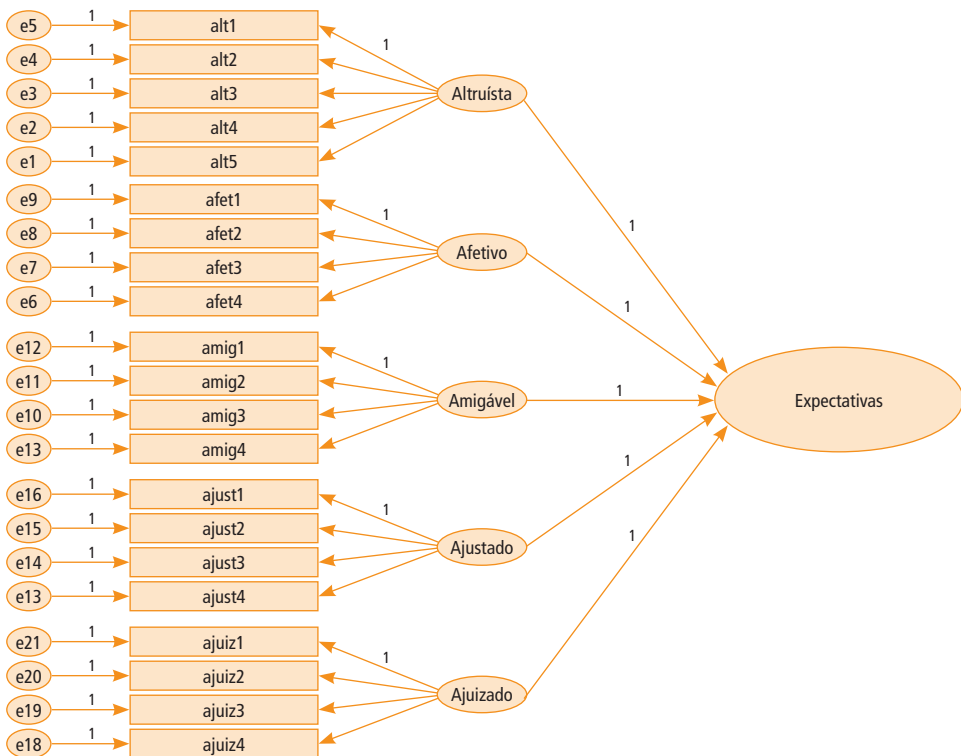 e5 1 alt1
e4 1 alt2
e3 1 alt3
e2 1 alt4
e1 1 alt5
1
Altruísta
1
e9 1 afet1
e8 1 afet2
e7 1 afet3
e6 1 afet4
1
Afetivo
1
e12 1 amig1
e11 1 amig2
e10 1 amig3
e13 1 amig4
1
Amigável
1
e16 1 ajust1
e15 1 ajust2
e14 1 ajust3
e13 1 ajust4
1
Ajustado
1
e21 1 ajuiz1
e20 1 ajuiz2
e19 1 ajuiz3
e18 1 ajuiz4
1
Ajuizado
1
Expectativas